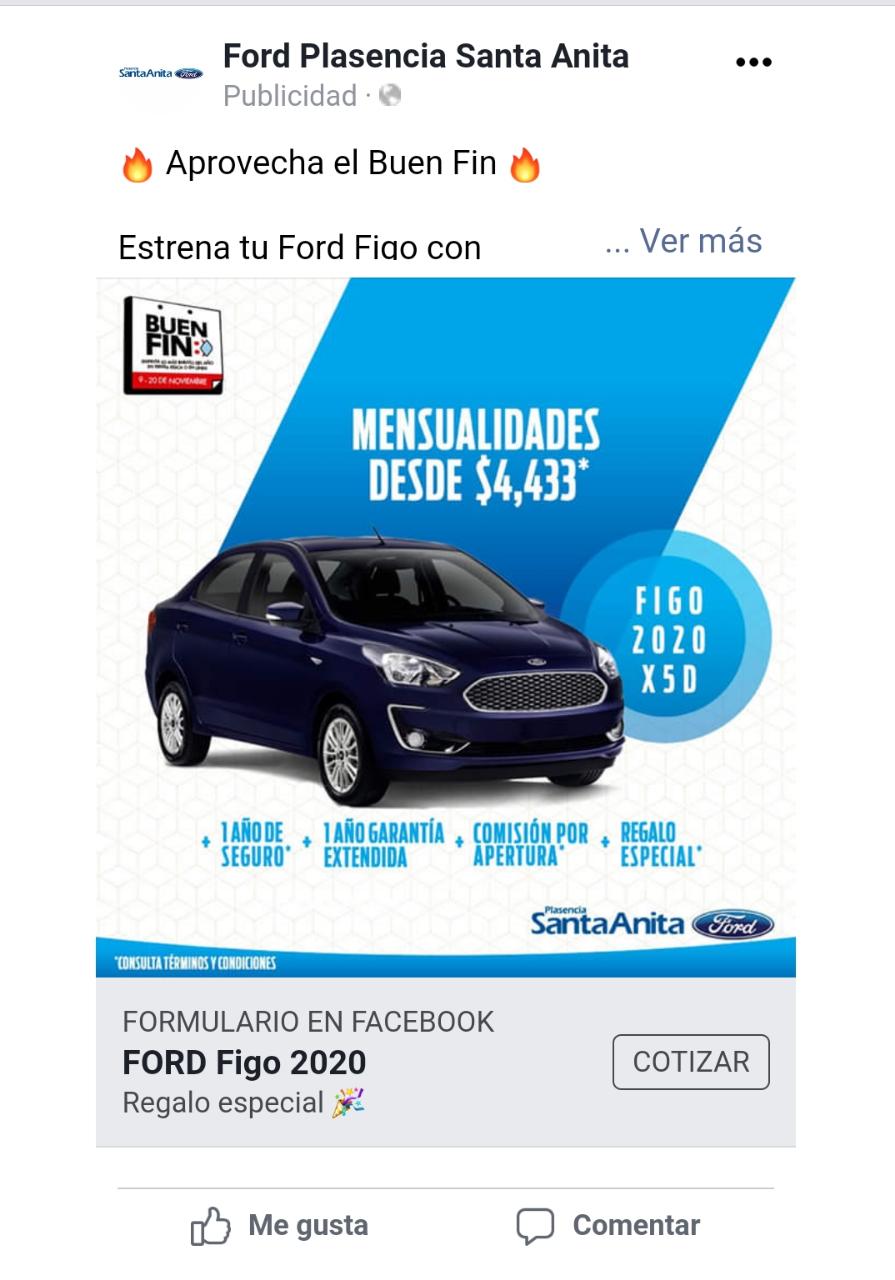 SantaAnita Ford
Ford Plasencia Santa Anita
Publicidad ·
🔥 Aprovecha el Buen Fin 🔥
Estrena tu Ford Figo con
... Ver más
BUEN
FIN
9 - 20 DE NOVIEMBRE
MENSUALIDADES
DESDE $4,433*
FIGO
2020
X5D
+ 1 AÑO DE
SEGURO*
+ 1 AÑO GARANTÍA
EXTENDIDA
+ COMISIÓN POR
APERTURA*
+ REGALO
ESPECIAL*
Plasencia
SantaAnita Ford
*CONSULTA TÉRMINOS Y CONDICIONES
FORMULARIO EN FACEBOOK
FORD Figo 2020
Regalo especial 🎉
COTIZAR
Me gusta
Comentar